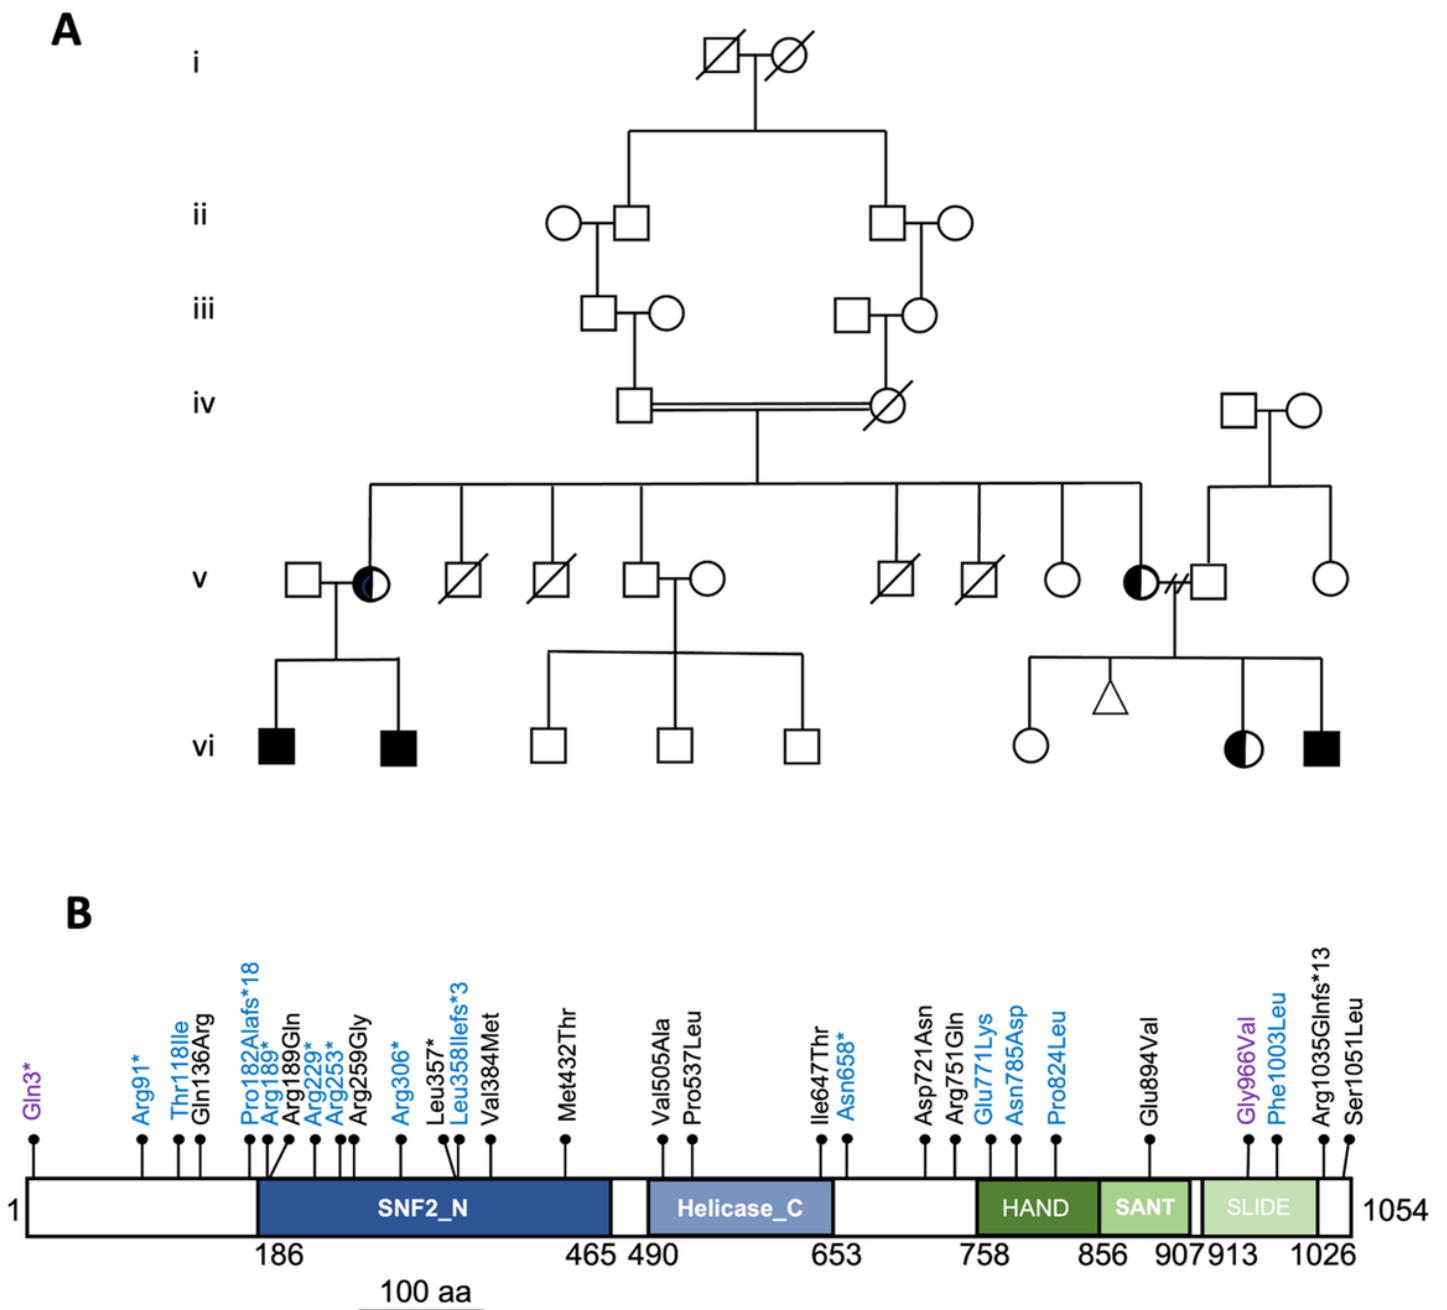 A
i
ii
iii
iv
v
vi
B
Gln3*
Arg91*
Thr118Ile
Gln136Arg
Pro182Alafs*18
Arg189*
Arg189Gln
Arg229*
Arg253*
Arg259Gly
Arg306*
Leu357*
Leu358Ilefs*3
Val384Met
Met432Thr
Val505Ala
Pro537Leu
Ile647Thr
Asn658*
Asp721Asn
Arg751Gln
Glu771Lys
Asn785Asp
Pro824Leu
Glu894Val
Gly966Val
Phe1003Leu
Arg1035Glnfs*13
Ser1051Leu
1 SNF2_N Helicase_C HAND SANT SLIDE 1054
186 465 490 653 758 856 907 913 1026
100 aa